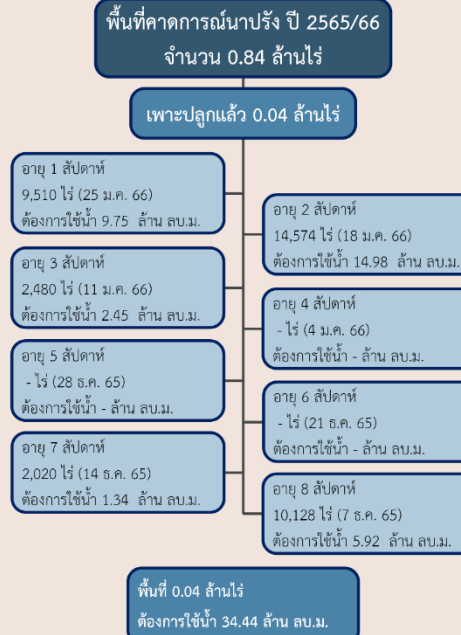 พื้นที่คาดการณ์นาปรัง ปี 2565/66
จำนวน 0.84 ล้านไร่
เพาะปลูกแล้ว 0.04 ล้านไร่
อายุ 1 สัปดาห์
9,510 ไร่ (25 ม.ค. 66)
ต้องการใช้น้ำ 9.75 ล้าน ลบ.ม.
อายุ 2 สัปดาห์
14,574 ไร่ (18 ม.ค. 66)
ต้องการใช้น้ำ 14.98 ล้าน ลบ.ม.
อายุ 3 สัปดาห์
2,480 ไร่ (11 ม.ค. 66)
ต้องการใช้น้ำ 2.45 ล้าน ลบ.ม.
อายุ 4 สัปดาห์
- ไร่ (4 ม.ค. 66)
ต้องการใช้น้ำ - ล้าน ลบ.ม.
อายุ 5 สัปดาห์
- ไร่ (28 ธ.ค. 65)
ต้องการใช้น้ำ - ล้าน ลบ.ม.
อายุ 6 สัปดาห์
- ไร่ (21 ธ.ค. 65)
ต้องการใช้น้ำ - ล้าน ลบ.ม.
อายุ 7 สัปดาห์
2,020 ไร่ (14 ธ.ค. 65)
ต้องการใช้น้ำ 1.34 ล้าน ลบ.ม.
อายุ 8 สัปดาห์
10,128 ไร่ (7 ธ.ค. 65)
ต้องการใช้น้ำ 5.92 ล้าน ลบ.ม.
พื้นที่ 0.04 ล้านไร่
ต้องการใช้น้ำ 34.44 ล้าน ลบ.ม.